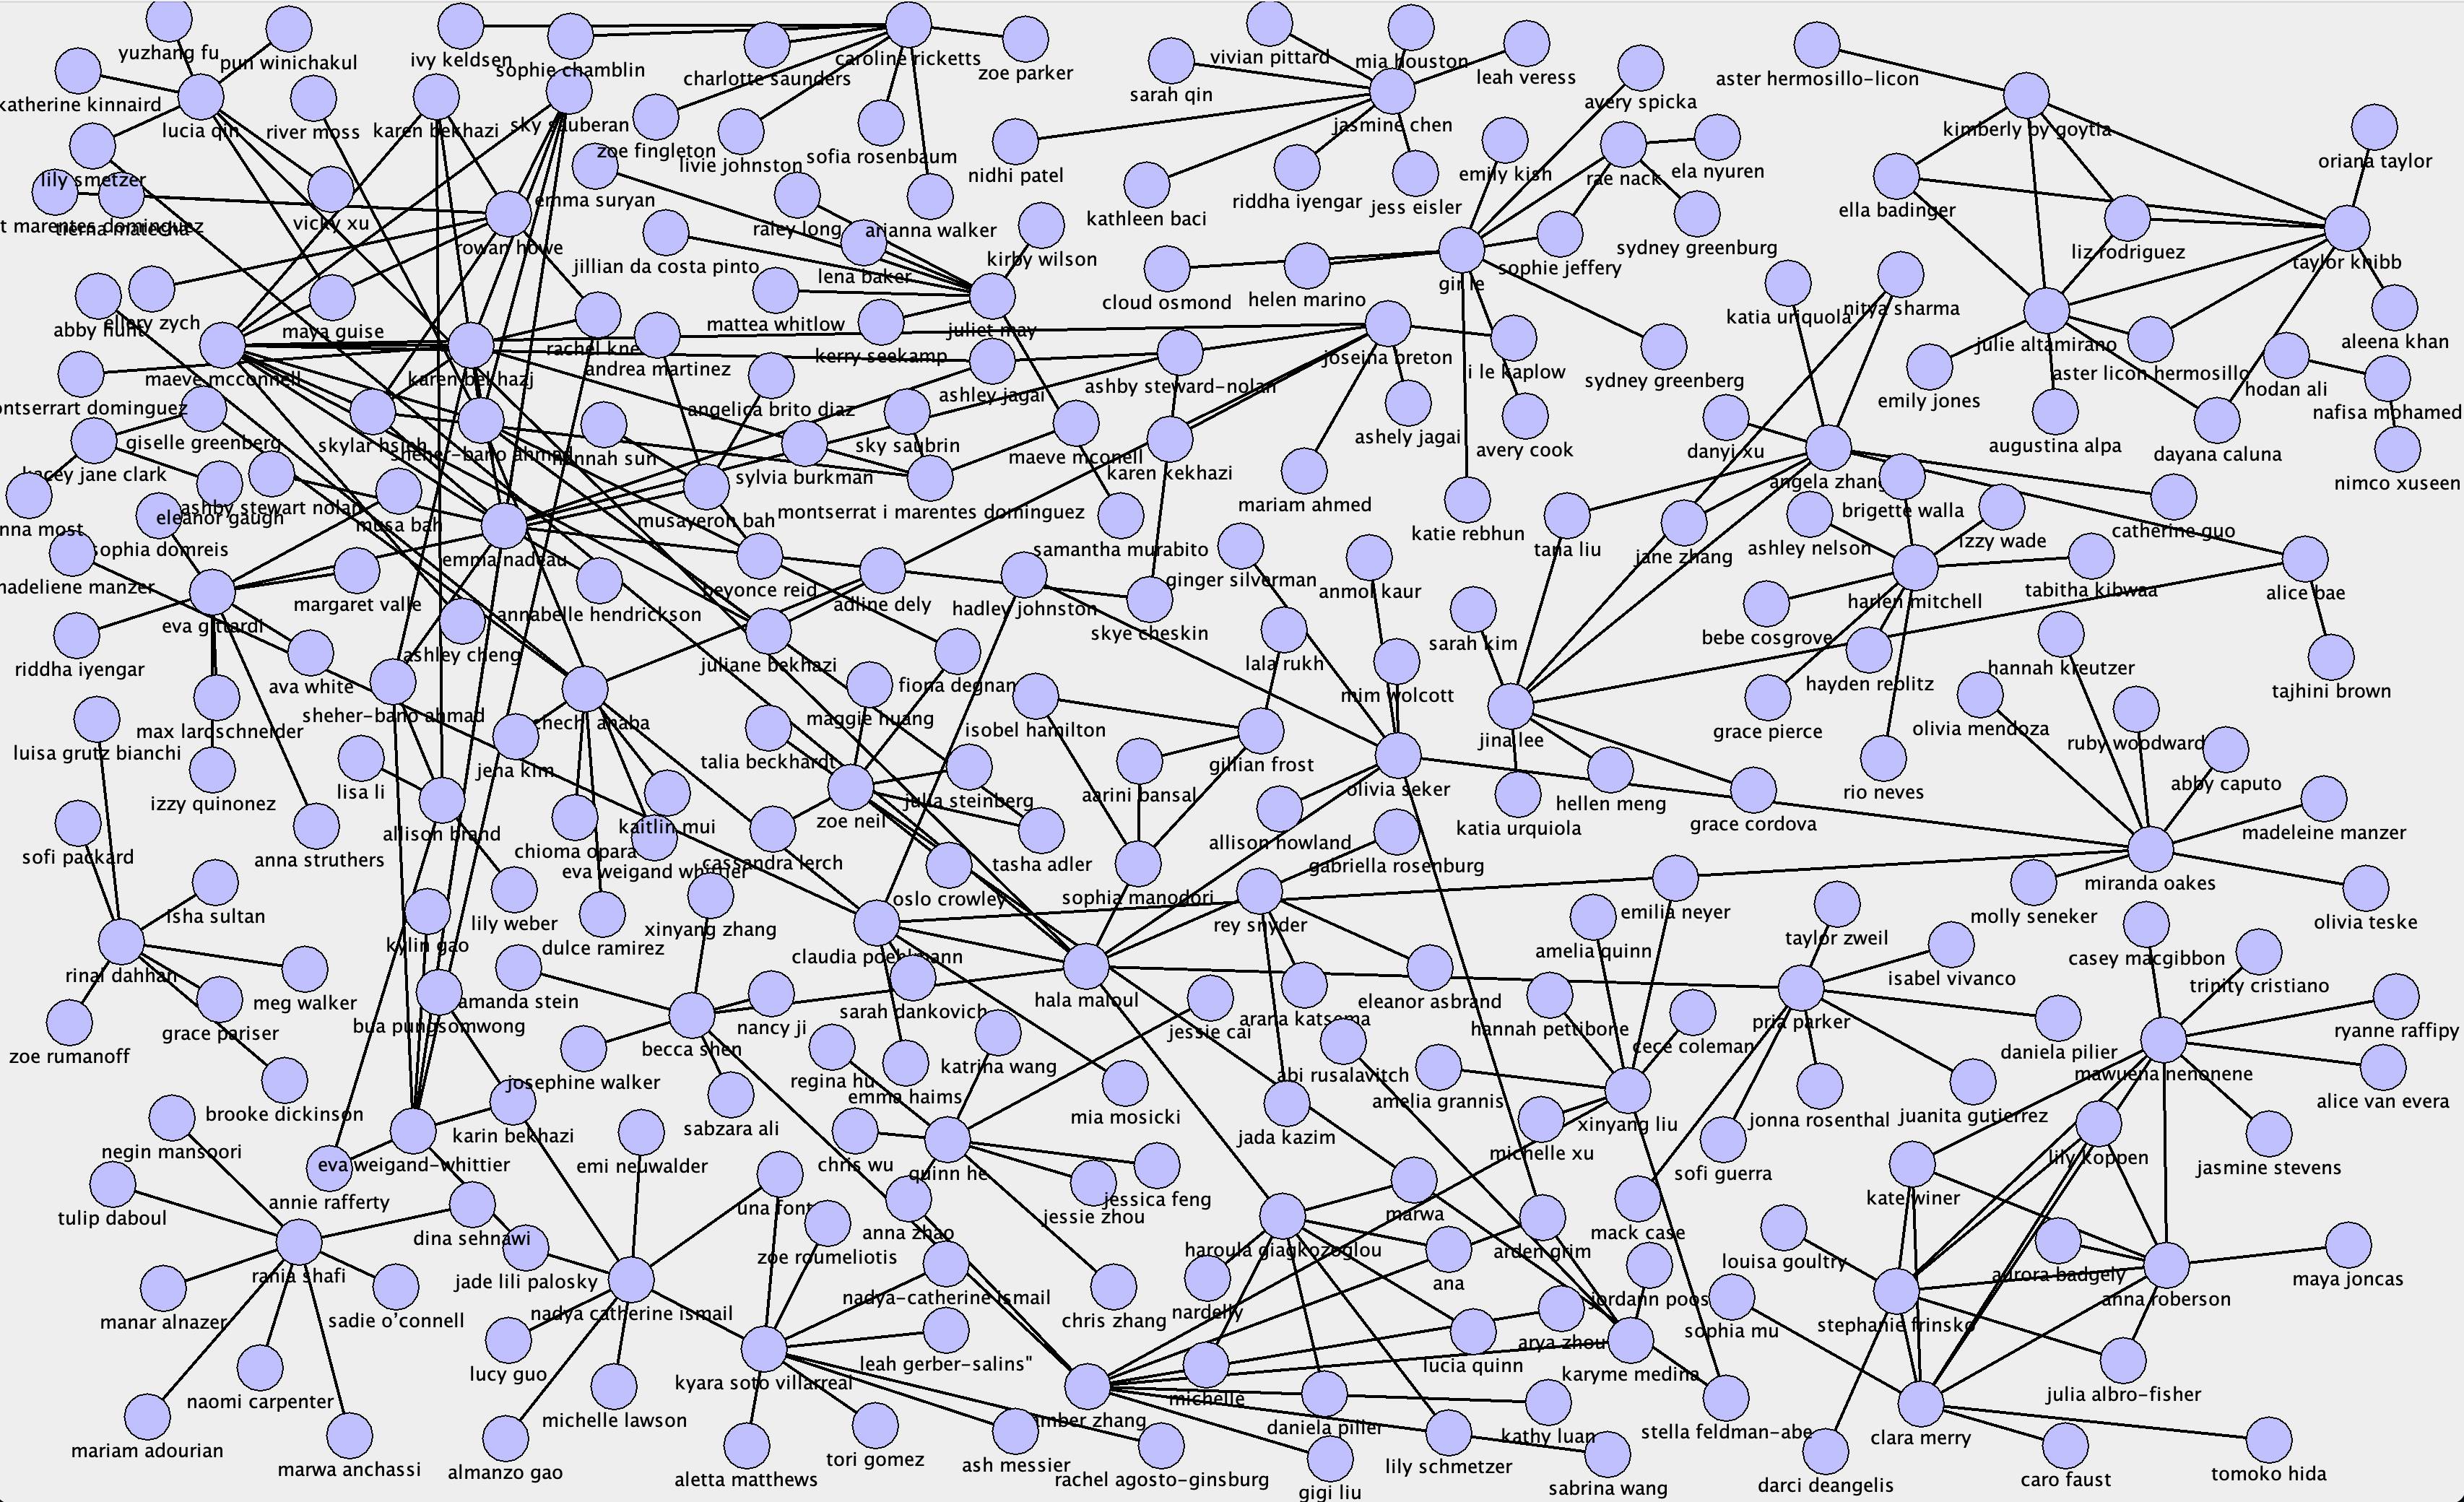 yuzhang fu
pun winichakul
ivy keldsen
sophie chamblin
charlotte saunders
caroline ricketts
zoe parker
vivian pittard
mia houston
leah veress
sarah qin
aster hermosillo-licon
katherine kinnaird
lucia qin
river moss
karen bekhazi
sky sauberan
avery spicka
jasmine chen
kimberly by goytia
zoe fingleton
livie johnston
sofia rosenbaum
nidhi patel
emily kish
rae nack
ela nyuren
oriana taylor
lily smetzer
emma suryan
riddha iyengar
jess eisler
ella badinger
t marentes dominguez
vicky xu
rowan howe
raley long
arianna walker
kathleen baci
sydney greenburg
liz rodriguez
taylor knibb
jillian da costa pinto
lena baker
kirby wilson
cloud osmond
helen marino
sophie jeffery
abby hunt
ellery zych
maya guise
mattea whitlow
juliet may
katia uriquola
nitya sharma
julie altamirano
aleena khan
maeve mcconnell
karen bekhazj
andrea martinez
kerry seekamp
ashley jagai
ashby steward-nolan
i le kaplow
sydney greenberg
emily jones
aster licon hermosillo
hodan ali
nafisa mohamed
ontserrart dominguez
giselle greenberg
skylar hsieh
sheher-bano ahmad
hannah sun
angelica brito diaz
sky saubrin
maeve mconell
karen kekhazi
ashely jagai
avery cook
danyi xu
augustina alpa
dayana caluna
nimco xuseen
kacey jane clark
ashby stewart nolan
musa bah
musayeroh bah
sylvia burkman
montserrat i marentes dominguez
mariam ahmed
katie rebhun
angela zhang
brigette walla
catherine guo
nna most
eleanor gaugh
sophia domreis
emma nadeau
samantha murabito
tana liu
jane zhang
ashley nelson
izzy wade
madeliene manzer
margaret valle
annabelle hendrickson
beyonce reid
adline dely
hadley johnston
ginger silverman
anmol kaur
harlen mitchell
tabitha kibwaa
alice bae
eva gittardi
skye cheskin
sarah kim
bebe cosgrove
riddha iyengar
ava white
ashley cheng
juliane bekhazi
fiona degnan
lala rukh
mim wolcott
hayden reblitz
hannah kreutzer
tajhini brown
sheher-bano ahmad
luisa grutz bianchi
max lardschneider
jena kim
maggie huang
isobel hamilton
gillian frost
jina lee
grace pierce
olivia mendoza
ruby woodward
izzy quinonez
lisa li
talia beckhardt
julia steinberg
aarini bansal
olivia seker
hellen meng
rio neves
abby caputo
sofi packard
anna struthers
allison brand
chioma opara
kaitlin mui
eva weigand whittier
cassandra lerch
zoe neil
tasha adler
allison howland
katia urquiola
grace cordova
madeleine manzer
isha sultan
lily weber
oslo crowley
sophia manodori
gabriella rosenburg
miranda oakes
kylin gao
dulce ramirez
xinyang zhang
claudia poehlmann
rey snyder
emilia neyer
molly seneker
olivia teske
rinal dahhan
meg walker
amanda stein
sarah dankovich
hala maloul
eleanor asbrand
amelia quinn
taylor zweil
isabel vivanco
casey macgibbon
trinity cristiano
zoe rumanoff
grace pariser
bua pungsomwong
becca shen
nancy ji
jessie cai
hannah pettibone
cece coleman
pria parker
daniela pilier
ryanne raffipy
brooke dickinson
josephine walker
regina hu
emma haims
katrina wang
abi rusalavitch
amelia grannis
mawuena nenonene
alice van evera
negin mansoori
karin bekhazi
sabzara ali
mia mosicki
jada kazim
michelle xu
xinyang liu
jonna rosenthal
juanita gutierrez
tulip daboul
annie rafferty
eva weigand-whittier
emi neuwalder
chris wu
quinn he
jessica feng
jessie zhou
sofi guerra
lily koppen
jasmine stevens
rania shafi
dina sehnawi
una font
anna zhao
marwa
mack case
kate winer
manar alnazer
sadie o'connell
jade lili palosky
zoe roumeliotis
haroula giagkozoglou
ana
arden grim
louisa goultry
aurora badgely
maya joncas
naomi carpenter
nadya catherine ismail
nadya-catherine ismail
chris zhang
nardelly
jordann poos
sophia mu
stephanie frinsko
anna roberson
lucy guo
leah gerber-salins"
arya zhou
lucia quinn
karyme medina
mariam adourian
marwa anchassi
michelle lawson
kyara soto villarreal
amber zhang
michelle
daniela pilier
kathy luan
stella feldman-abe
julia albro-fisher
almanzo gao
aletta matthews
tori gomez
ash messier
rachel agosto-ginsburg
gigi liu
lily schmetzer
sabrina wang
darci deangelis
clara merry
caro faust
tomoko hida